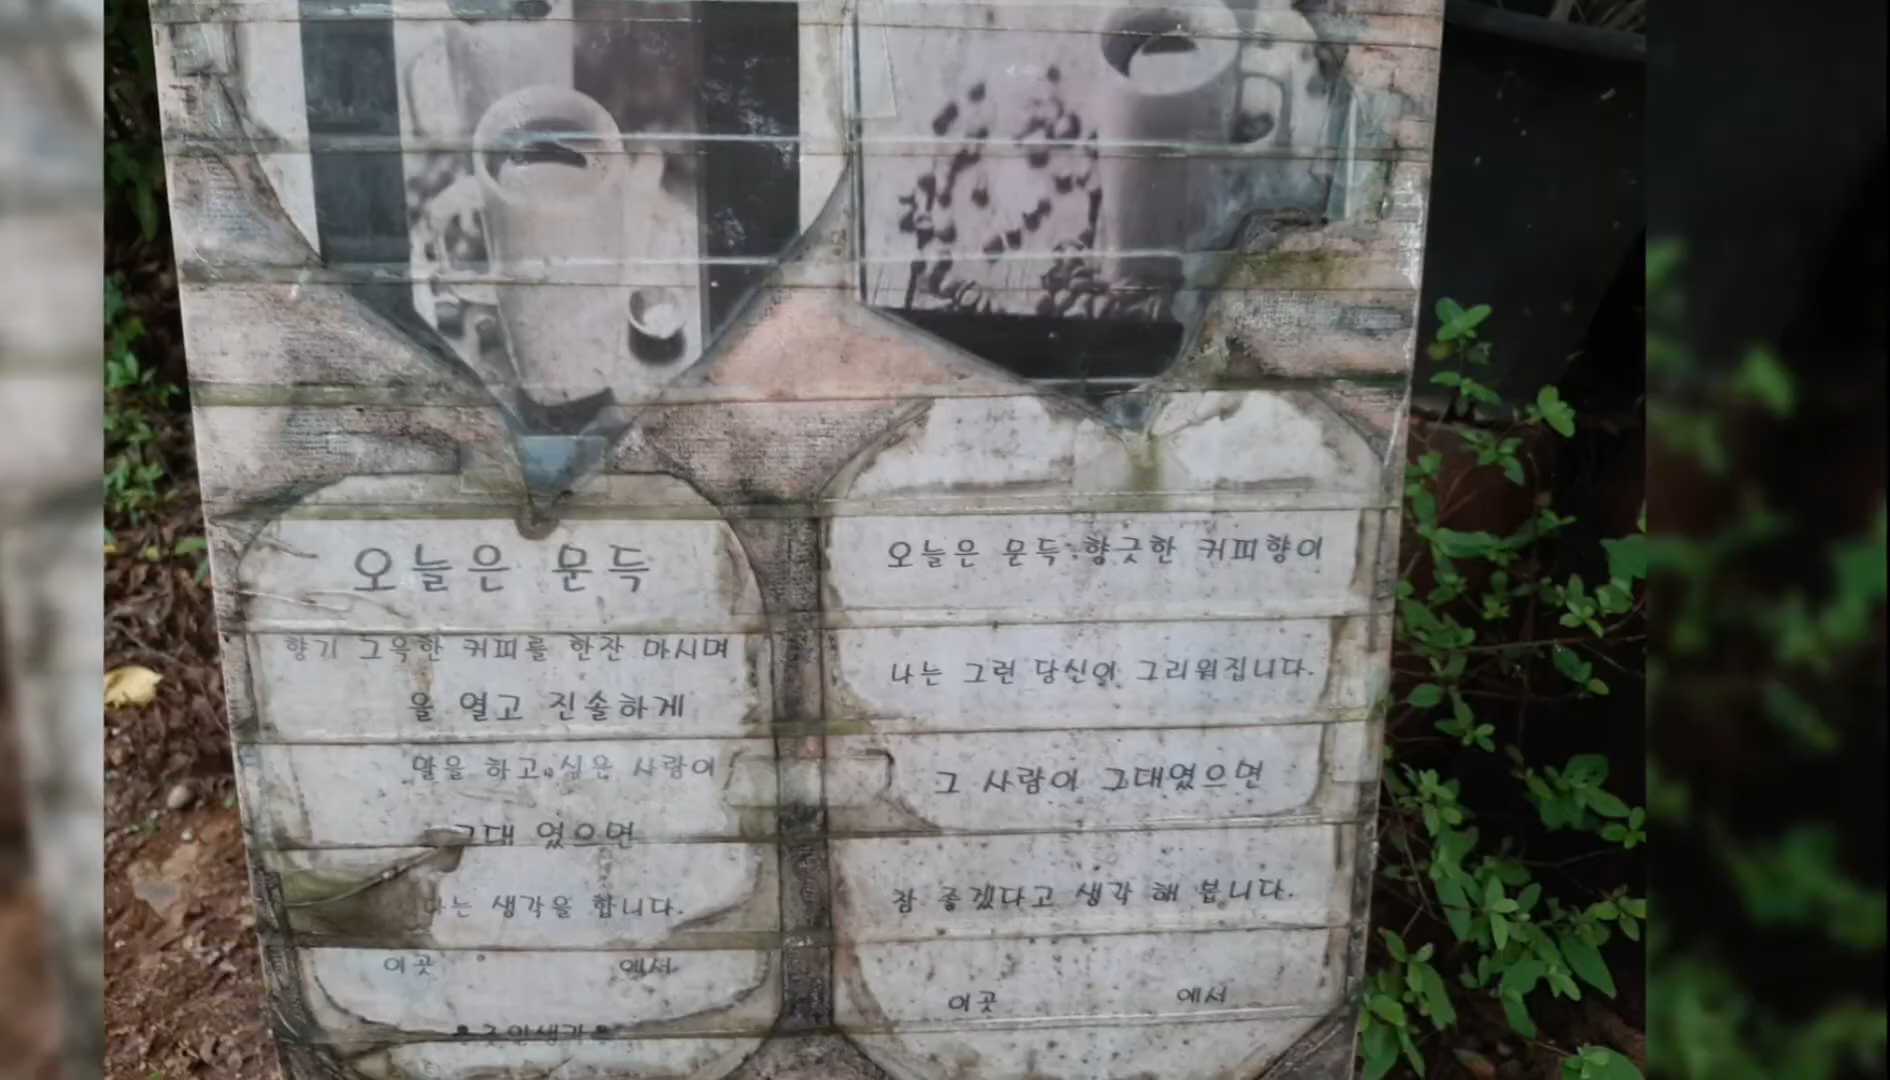 오늘은 문득
향기 그윽한 커피를 한잔 마시며
을 열고 진솔하게
말을 하고 싶은 사람이
그대 였으면
다는 생각을 합니다.
이곳 에서
오늘은 문득 향긋한 커피향이
나는 그런 당신이 그리워집니다.
그 사람이 그대였으면
참 좋겠다고 생각 해 봅니다.
이곳 에서